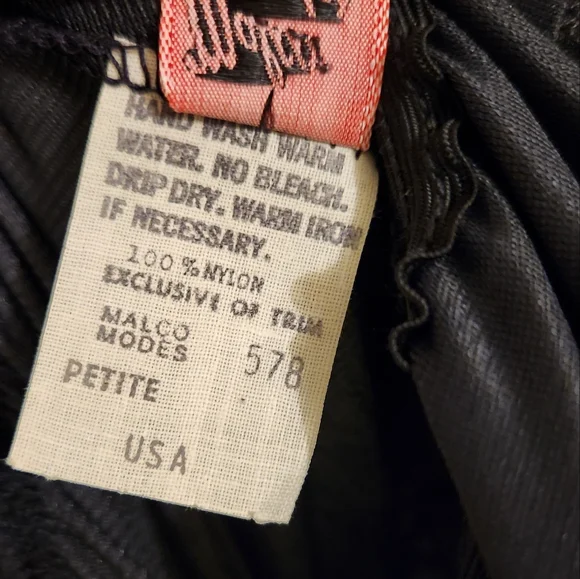 HAND WASH WARM
WATER. NO BLEACH.
DRIP DRY. WARM IRON
IF NECESSARY.
100% NYLON
EXCLUSIVE OF TRIM
MALCO
MODES
578
PETITE
USA